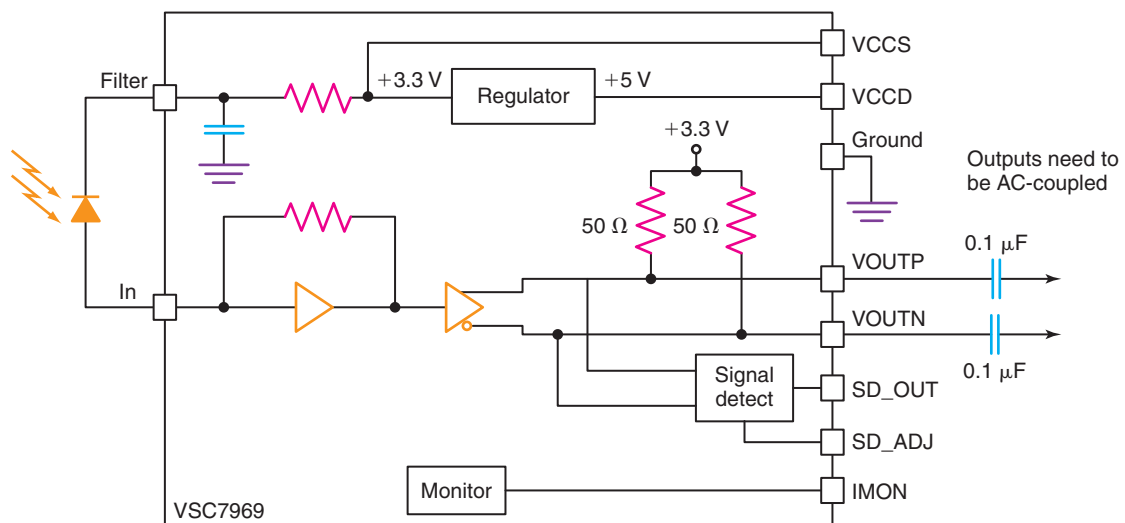 VCCS
Filter
+3.3 V
Regulator
+5 V
VCCD
+3.3 V
Ground
Outputs need to
be AC-coupled
50 Ω
50 Ω
0.1 μF
VOUTP
In
VOUTN
0.1 μF
Signal
detect
SD_OUT
SD_ADJ
Monitor
IMON
VSC7969